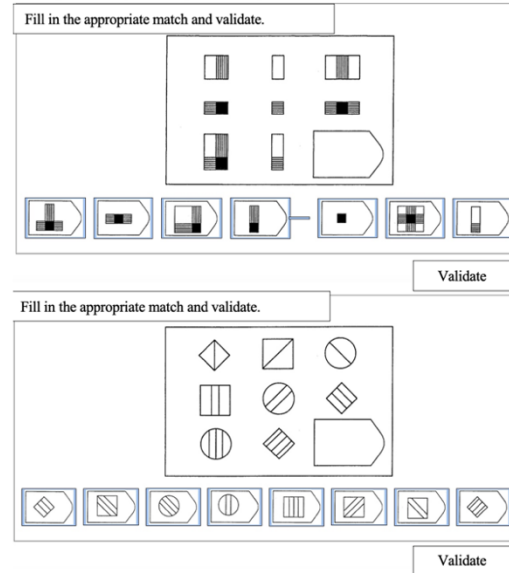 Fill in the appropriate match and validate.
Validate
Fill in the appropriate match and validate.
Validate